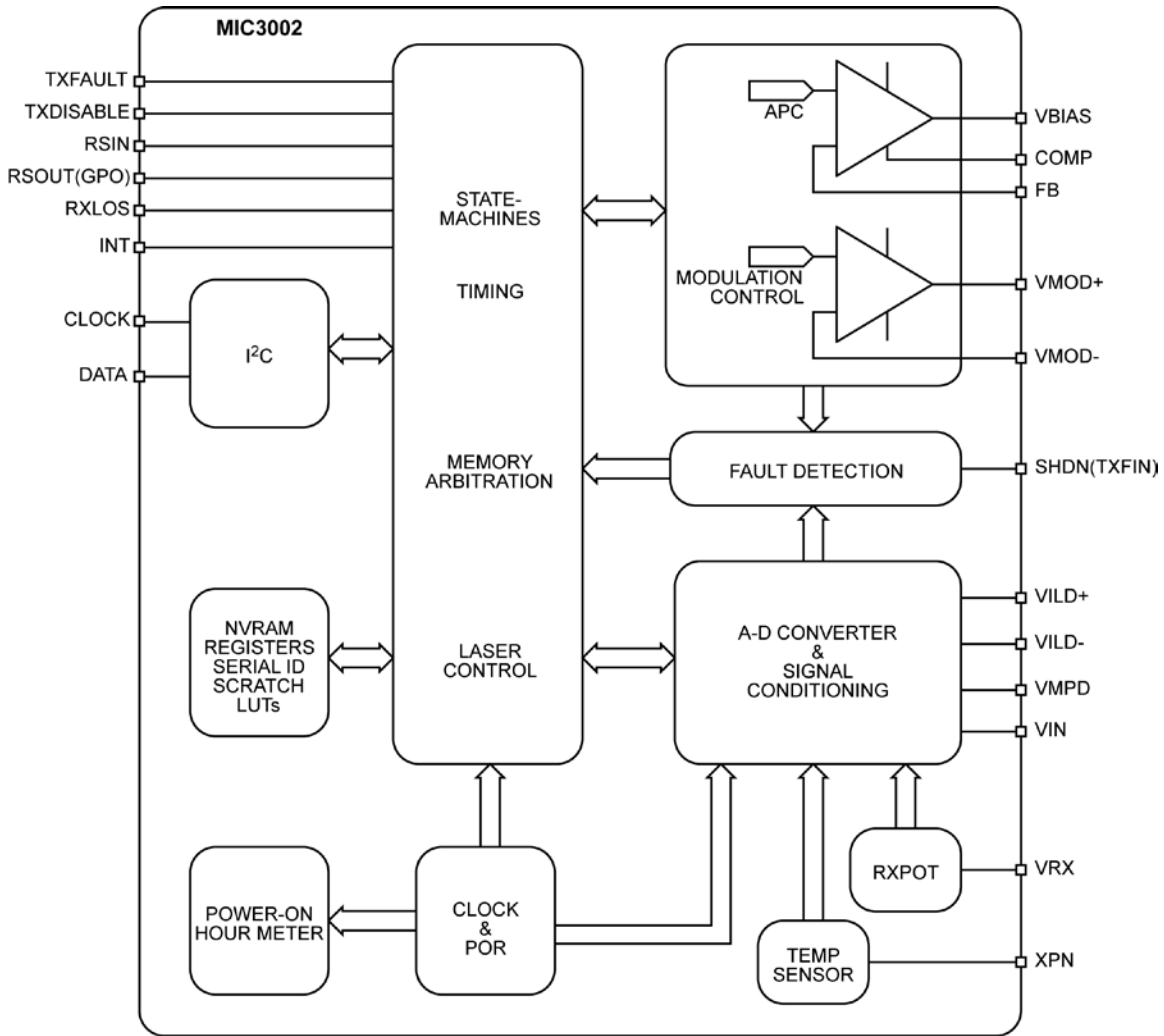 MIC3002
TXFAULT
TXDISABLE
RSIN
RSOUT(GPO)
RXLOS
INT
CLOCK
DATA
I²C
STATE-
MACHINES
TIMING
MEMORY
ARBITRATION
LASER
CONTROL
NVRAM
REGISTERS
SERIAL ID
SCRATCH
LUTs
POWER-ON
HOUR METER
CLOCK
&
POR
APC
MODULATION
CONTROL
FAULT DETECTION
A-D CONVERTER
&
SIGNAL
CONDITIONING
RXPOT
TEMP
SENSOR
VBIAS
COMP
FB
VMOD+
VMOD-
SHDN(TXFIN)
VILD+
VILD-
VMPD
VIN
VRX
XPN